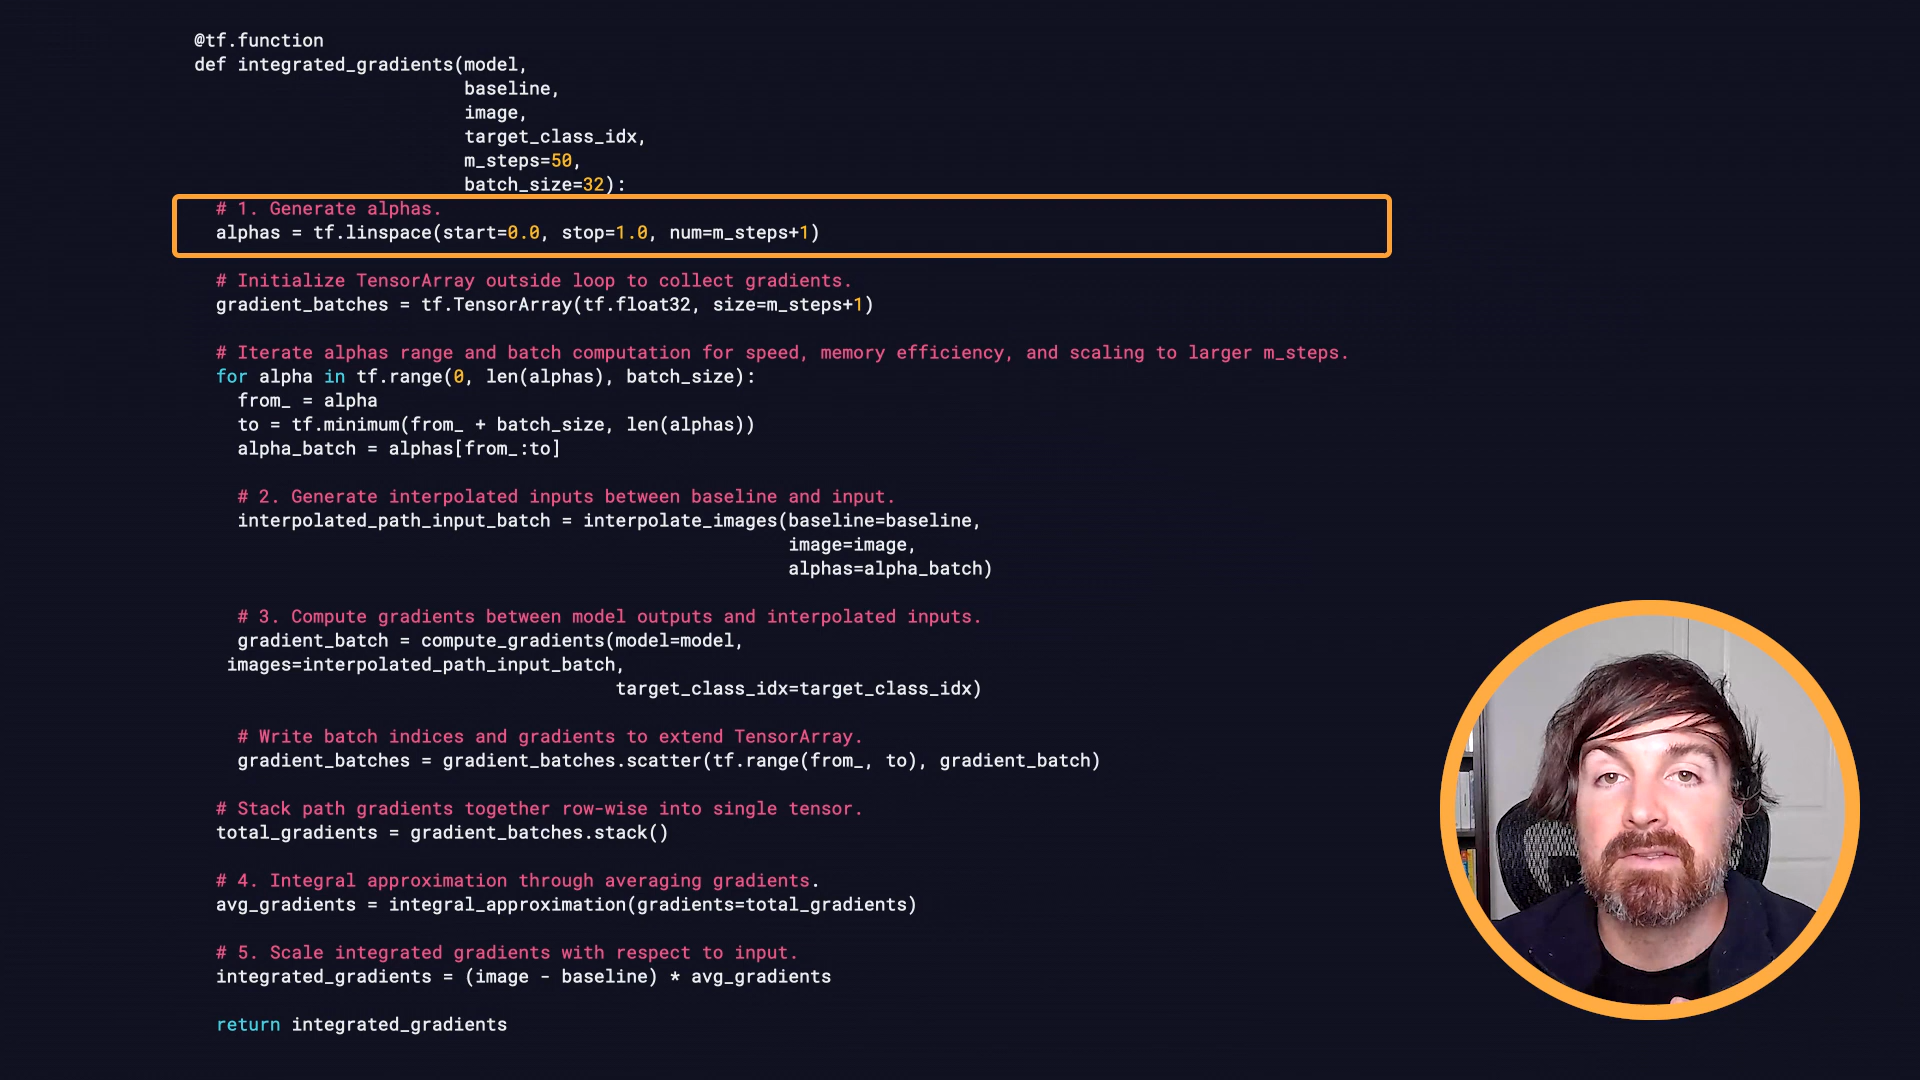 @tf.function
def integrated_gradients(model,
baseline,
image,
target_class_idx,
m_steps=50,
batch_size=32):
# 1. Generate alphas.
alphas = tf.linspace(start=0.0, stop=1.0, num=m_steps+1)
# Initialize TensorArray outside loop to collect gradients.
gradient_batches = tf.TensorArray(tf.float32, size=m_steps+1)
# Iterate alphas range and batch computation for speed, memory efficiency, and scaling to larger m_steps.
for alpha in tf.range(0, len(alphas), batch_size):
from_ = alpha
to = tf.minimum(from_ + batch_size, len(alphas))
alpha_batch = alphas[from_:to]
# 2. Generate interpolated inputs between baseline and input.
interpolated_path_input_batch = interpolate_images(baseline=baseline,
image=image,
alphas=alpha_batch)
# 3. Compute gradients between model outputs and interpolated inputs.
gradient_batch = compute_gradients(model=model,
images=interpolated_path_input_batch,
target_class_idx=target_class_idx)
# Write batch indices and gradients to extend TensorArray.
gradient_batches = gradient_batches.scatter(tf.range(from_, to), gradient_batch)
# Stack path gradients together row-wise into single tensor.
total_gradients = gradient_batches.stack()
# 4. Integral approximation through averaging gradients.
avg_gradients = integral_approximation(gradients=total_gradients)
# 5. Scale integrated gradients with respect to input.
integrated_gradients = (image - baseline) * avg_gradients
return integrated_gradients